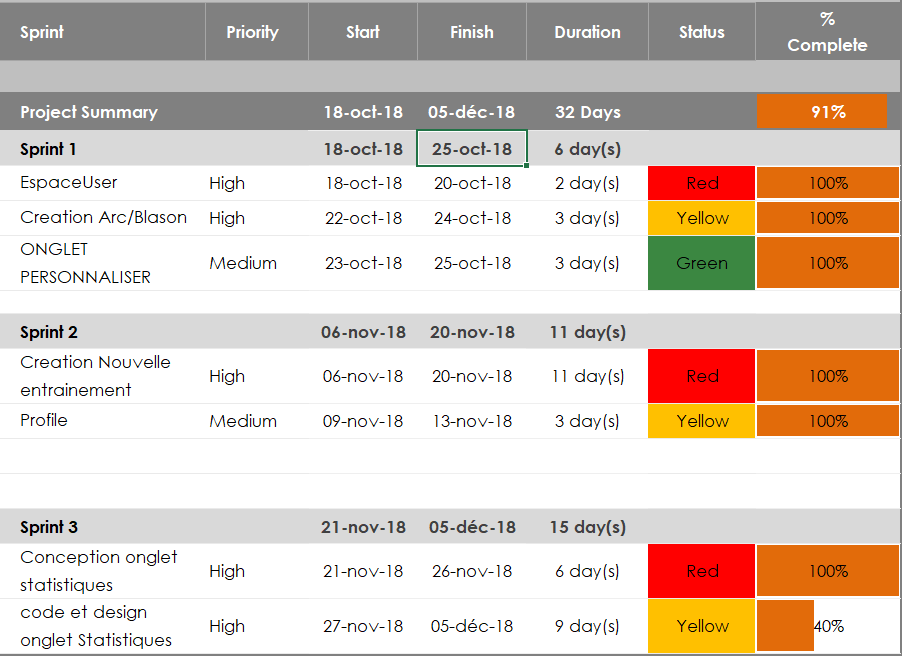 Sprint Priority Start Finish Duration Status % Complete
Project Summary 18-oct-18 05-déc-18 32 Days 91%
Sprint 1 18-oct-18 25-oct-18 6 day(s)
EspaceUser High 18-oct-18 20-oct-18 2 day(s) Red 100%
Creation Arc/Blason High 22-oct-18 24-oct-18 3 day(s) Yellow 100%
ONGLET PERSONNALISER Medium 23-oct-18 25-oct-18 3 day(s) Green 100%
Sprint 2 06-nov-18 20-nov-18 11 day(s)
Creation Nouvelle entrainement High 06-nov-18 20-nov-18 11 day(s) Red 100%
Profile Medium 09-nov-18 13-nov-18 3 day(s) Yellow 100%
Sprint 3 21-nov-18 05-déc-18 15 day(s)
Conception onglet statistiques High 21-nov-18 26-nov-18 6 day(s) Red 100%
code et design onglet Statistiques High 27-nov-18 05-déc-18 9 day(s) Yellow 40%